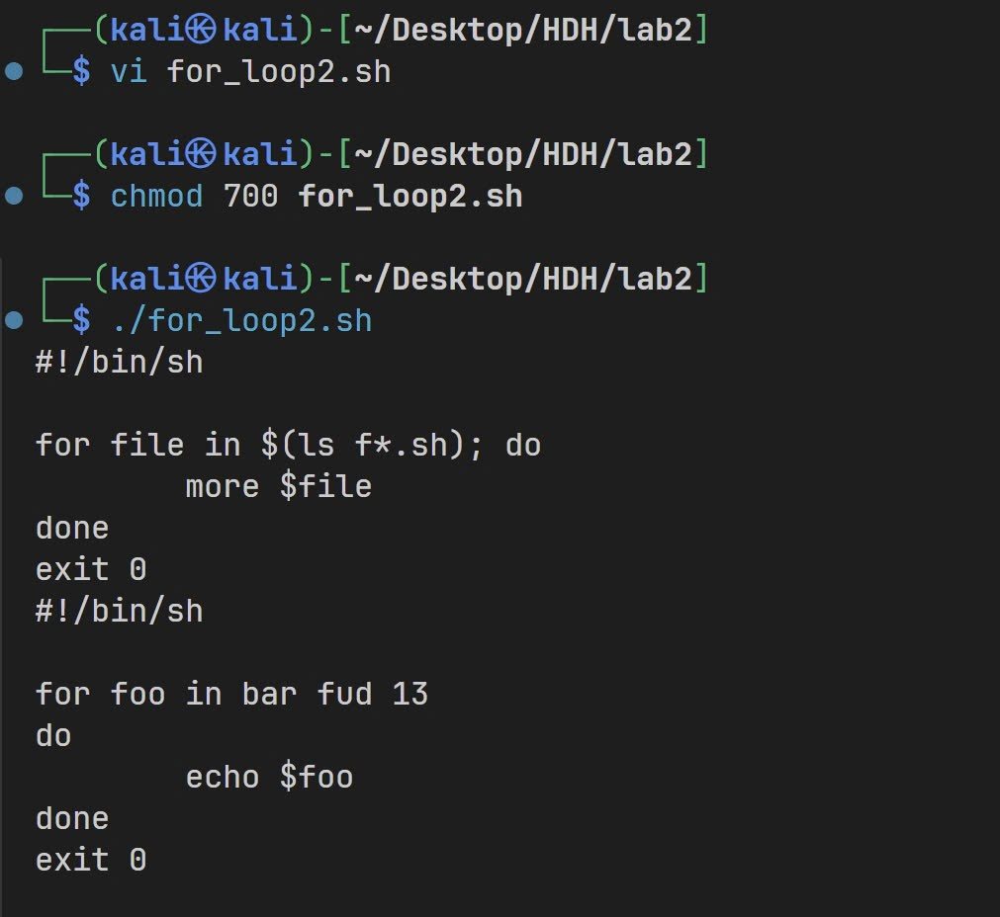 ┌──(kali㉿kali)-[~/Desktop/HDH/lab2]
└─$ vi for_loop2.sh
┌──(kali㉿kali)-[~/Desktop/HDH/lab2]
└─$ chmod 700 for_loop2.sh
┌──(kali㉿kali)-[~/Desktop/HDH/lab2]
└─$ ./for_loop2.sh
#!/bin/sh
for file in $(ls f*.sh); do
        more $file
done
exit 0
#!/bin/sh
for foo in bar fud 13
do
        echo $foo
done
exit 0